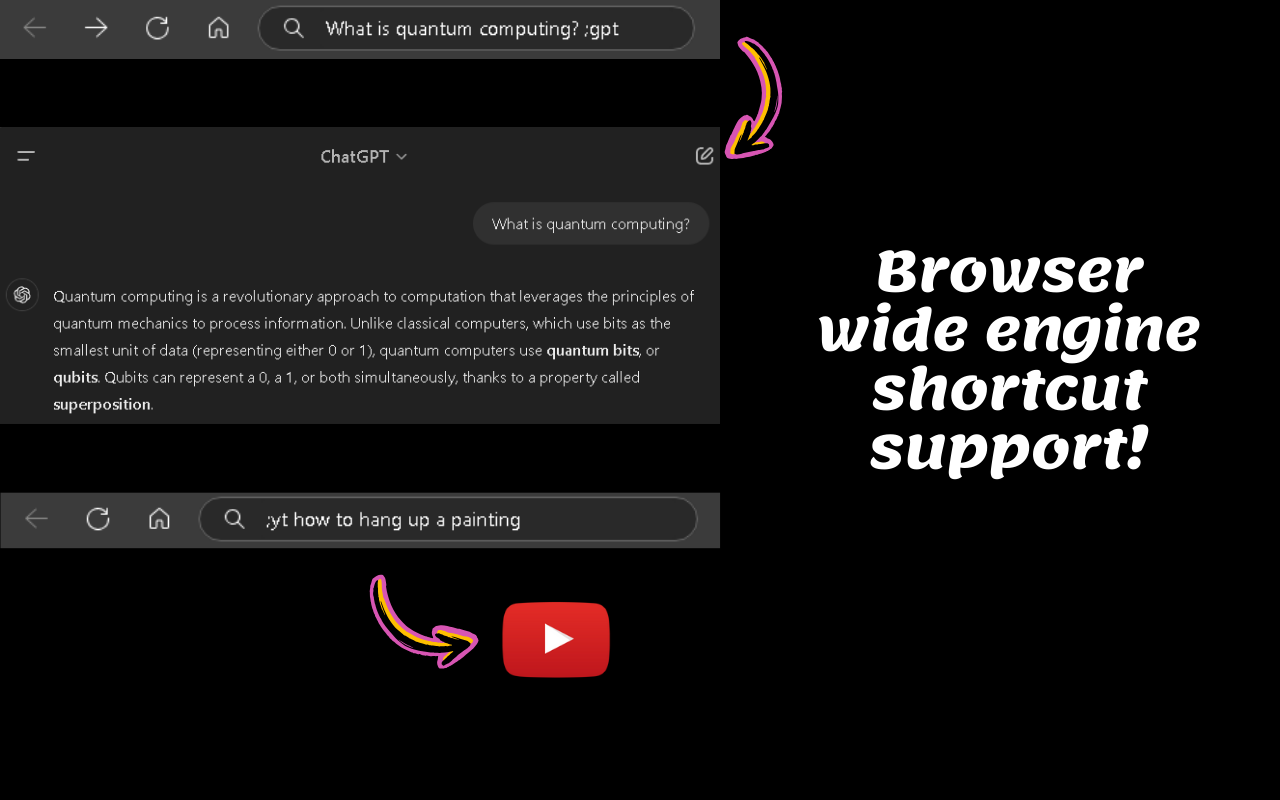 What is quantum computing? ;gpt
ChatGPT
What is quantum computing?
Quantum computing is a revolutionary approach to computation that leverages the principles of
quantum mechanics to process information. Unlike classical computers, which use bits as the
smallest unit of data (representing either 0 or 1), quantum computers use quantum bits, or
qubits. Qubits can represent a 0, a 1, or both simultaneously, thanks to a property called
superposition.
;yt how to hang up a painting
Browser
wide engine
shortcut
support!